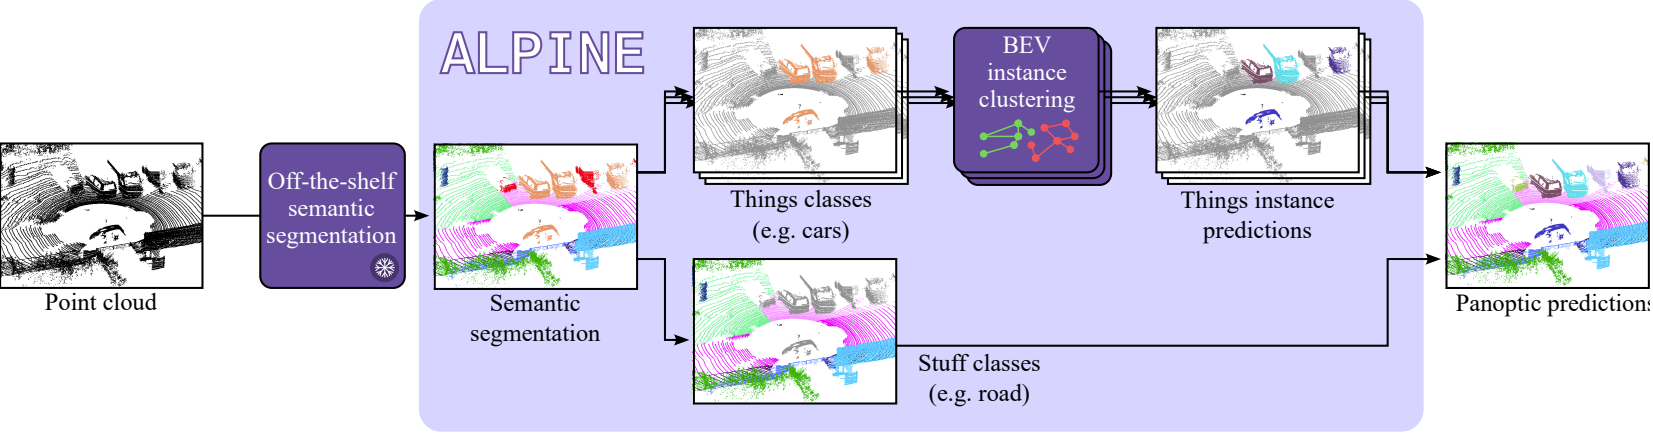 ALPINE
Point cloud
Off-the-shelf
semantic
segmentation
Semantic
segmentation
Things classes
(e.g. cars)
BEV
instance
clustering
Things instance
predictions
Stuff classes
(e.g. road)
Panoptic predictions